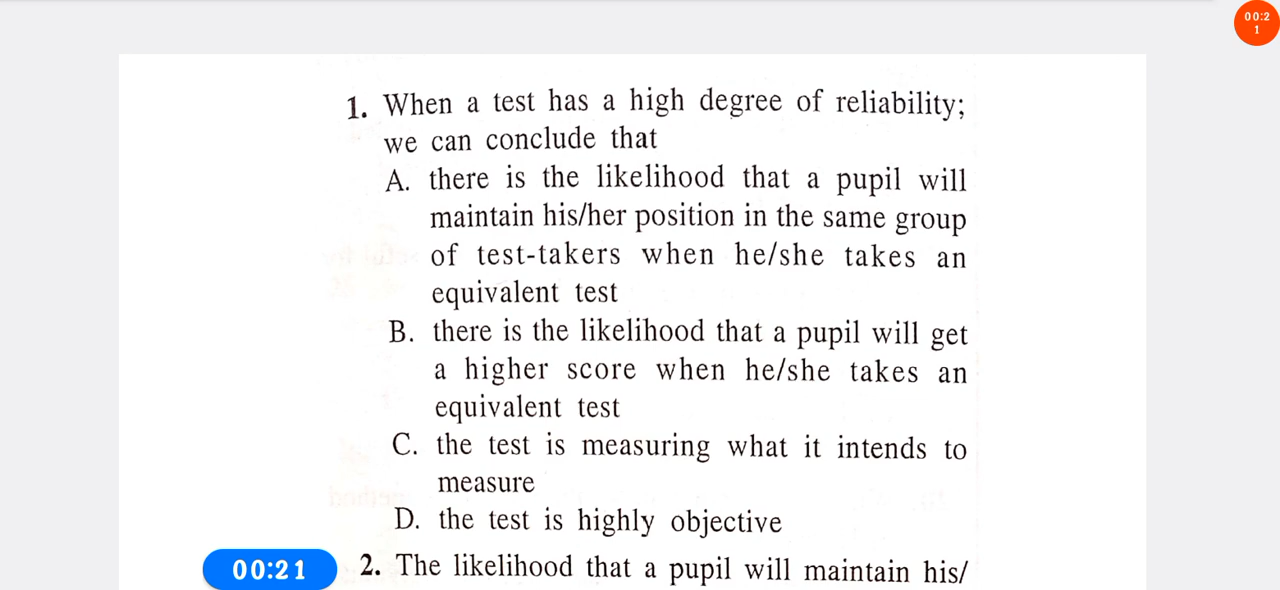 00:2
1
1. When a test has a high degree of reliability;
we can conclude that
A. there is the likelihood that a pupil will
maintain his/her position in the same group
of test-takers when he/she takes an
equivalent test
B. there is the likelihood that a pupil will get
a higher score when he/she takes an
equivalent test
C. the test is measuring what it intends to
measure
D. the test is highly objective
00:21
2. The likelihood that a pupil will maintain his/